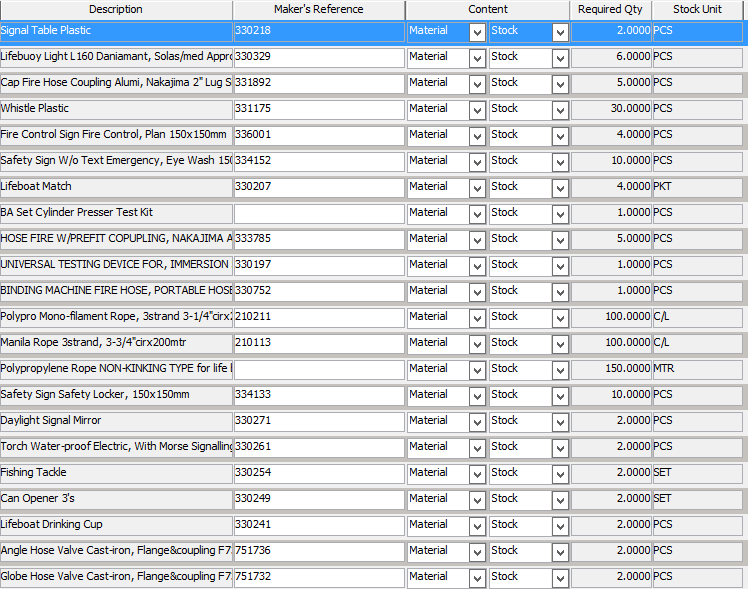 Description Maker's Reference Content Required Qty Stock Unit
Signal Table Plastic 330218 Material Stock 2.0000 PCS
Lifebuoy Light L160 Daniamant, Solas/med Appro 330329 Material Stock 6.0000 PCS
Cap Fire Hose Coupling Alumi, Nakajima 2" Lug S 331892 Material Stock 5.0000 PCS
Whistle Plastic 331175 Material Stock 30.0000 PCS
Fire Control Sign Fire Control, Plan 150x150mm 336001 Material Stock 4.0000 PCS
Safety Sign W/o Text Emergency, Eye Wash 150 334152 Material Stock 10.0000 PCS
Lifeboat Match 330207 Material Stock 4.0000 PKT
BA Set Cylinder Presser Test Kit Material Stock 1.0000 PCS
HOSE FIRE W/PREFIT COPUPLING, NAKAJIMA A 333785 Material Stock 5.0000 PCS
UNIVERSAL TESTING DEVICE FOR, IMMERSION 330197 Material Stock 1.0000 PCS
BINDING MACHINE FIRE HOSE, PORTABLE HOSE 330752 Material Stock 1.0000 PCS
Polypro Mono-filament Rope, 3strand 3-1/4"cirx2 210211 Material Stock 100.0000 C/L
Manila Rope 3strand, 3-3/4"cirx200mtr 210113 Material Stock 100.0000 C/L
Polypropylene Rope NON-KINKING TYPE for life Material Stock 150.0000 MTR
Safety Sign Safety Locker, 150x150mm 334133 Material Stock 10.0000 PCS
Daylight Signal Mirror 330271 Material Stock 2.0000 PCS
Torch Water-proof Electric, With Morse Signalling 330261 Material Stock 2.0000 PCS
Fishing Tackle 330254 Material Stock 2.0000 SET
Can Opener 3's 330249 Material Stock 2.0000 SET
Lifeboat Drinking Cup 330241 Material Stock 2.0000 PCS
Angle Hose Valve Cast-iron, Flange&coupling F7 751736 Material Stock 2.0000 PCS
Globe Hose Valve Cast-iron, Flange&coupling F7 751732 Material Stock 2.0000 PCS